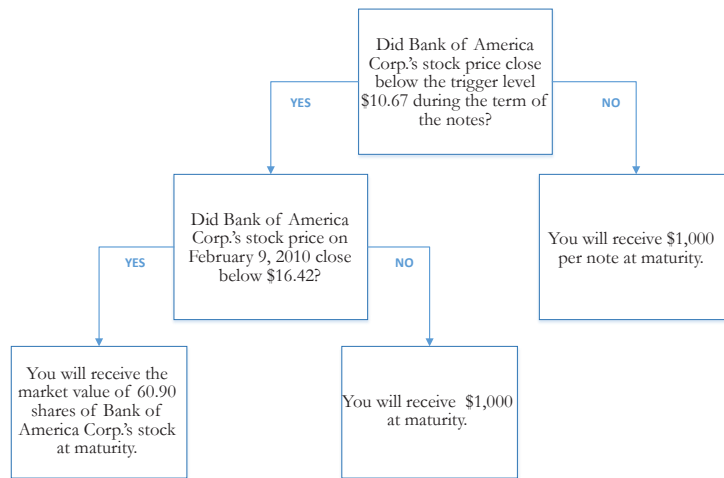 Did Bank of America
Corp.'s stock price close
below the trigger level
$10.67 during the term of
the notes?
YES
NO
Did Bank of America
Corp.'s stock price on
February 9, 2010 close
below $16.42?
You will receive $1,000
per note at maturity.
YES
NO
You will receive the
market value of 60.90
shares of Bank of
America Corp.'s stock
at maturity.
You will receive $1,000
at maturity.